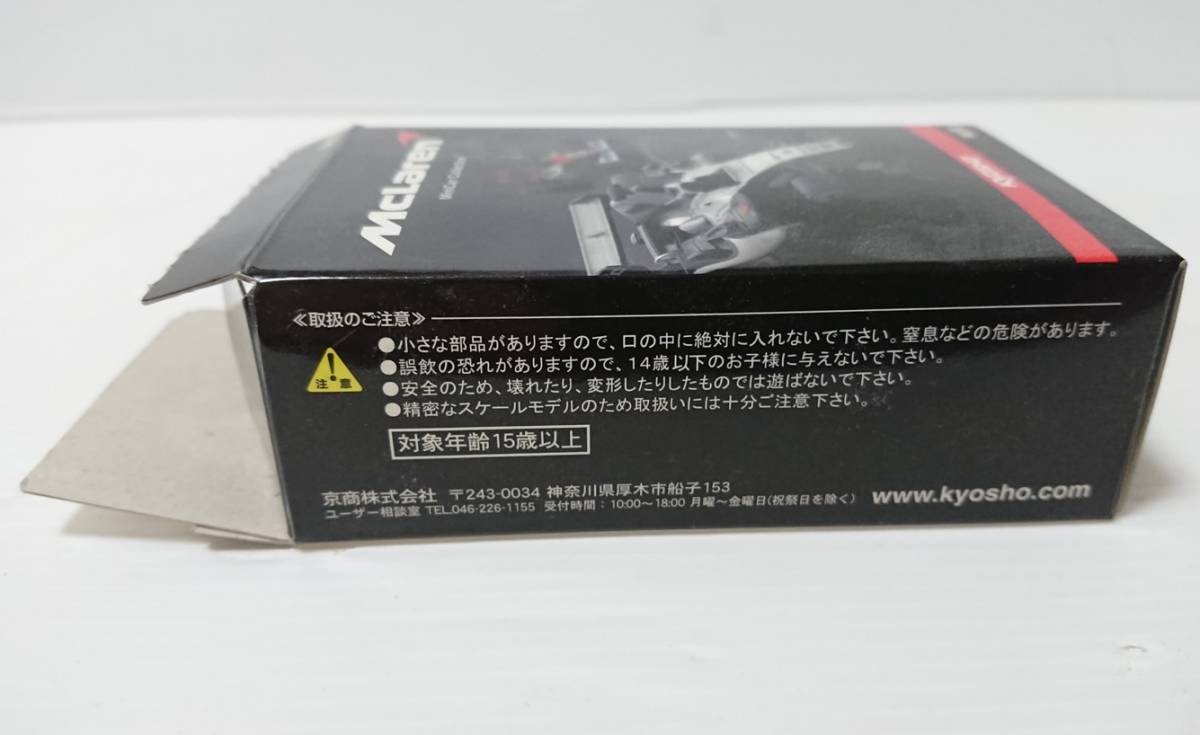 McLaren
MiniCar Collection
KYOSHO
≪取扱のご注意≫
注意
●小さな部品がありますので、口の中に絶対に入れないで下さい。窒息などの危険があります。
●誤飲の恐れがありますので、14歳以下のお子様に与えないで下さい。
●安全のため、壊れたり、変形したりしたものでは遊ばないで下さい。
●精密なスケールモデルのため取扱いには十分ご注意下さい。
対象年齢15歳以上
京商株式会社 〒243-0034 神奈川県厚木市船子153
ユーザー相談室 TEL.046-226-1155 受付時間：10:00〜18:00 月曜〜金曜日(祝祭日を除く)
www.kyosho.com